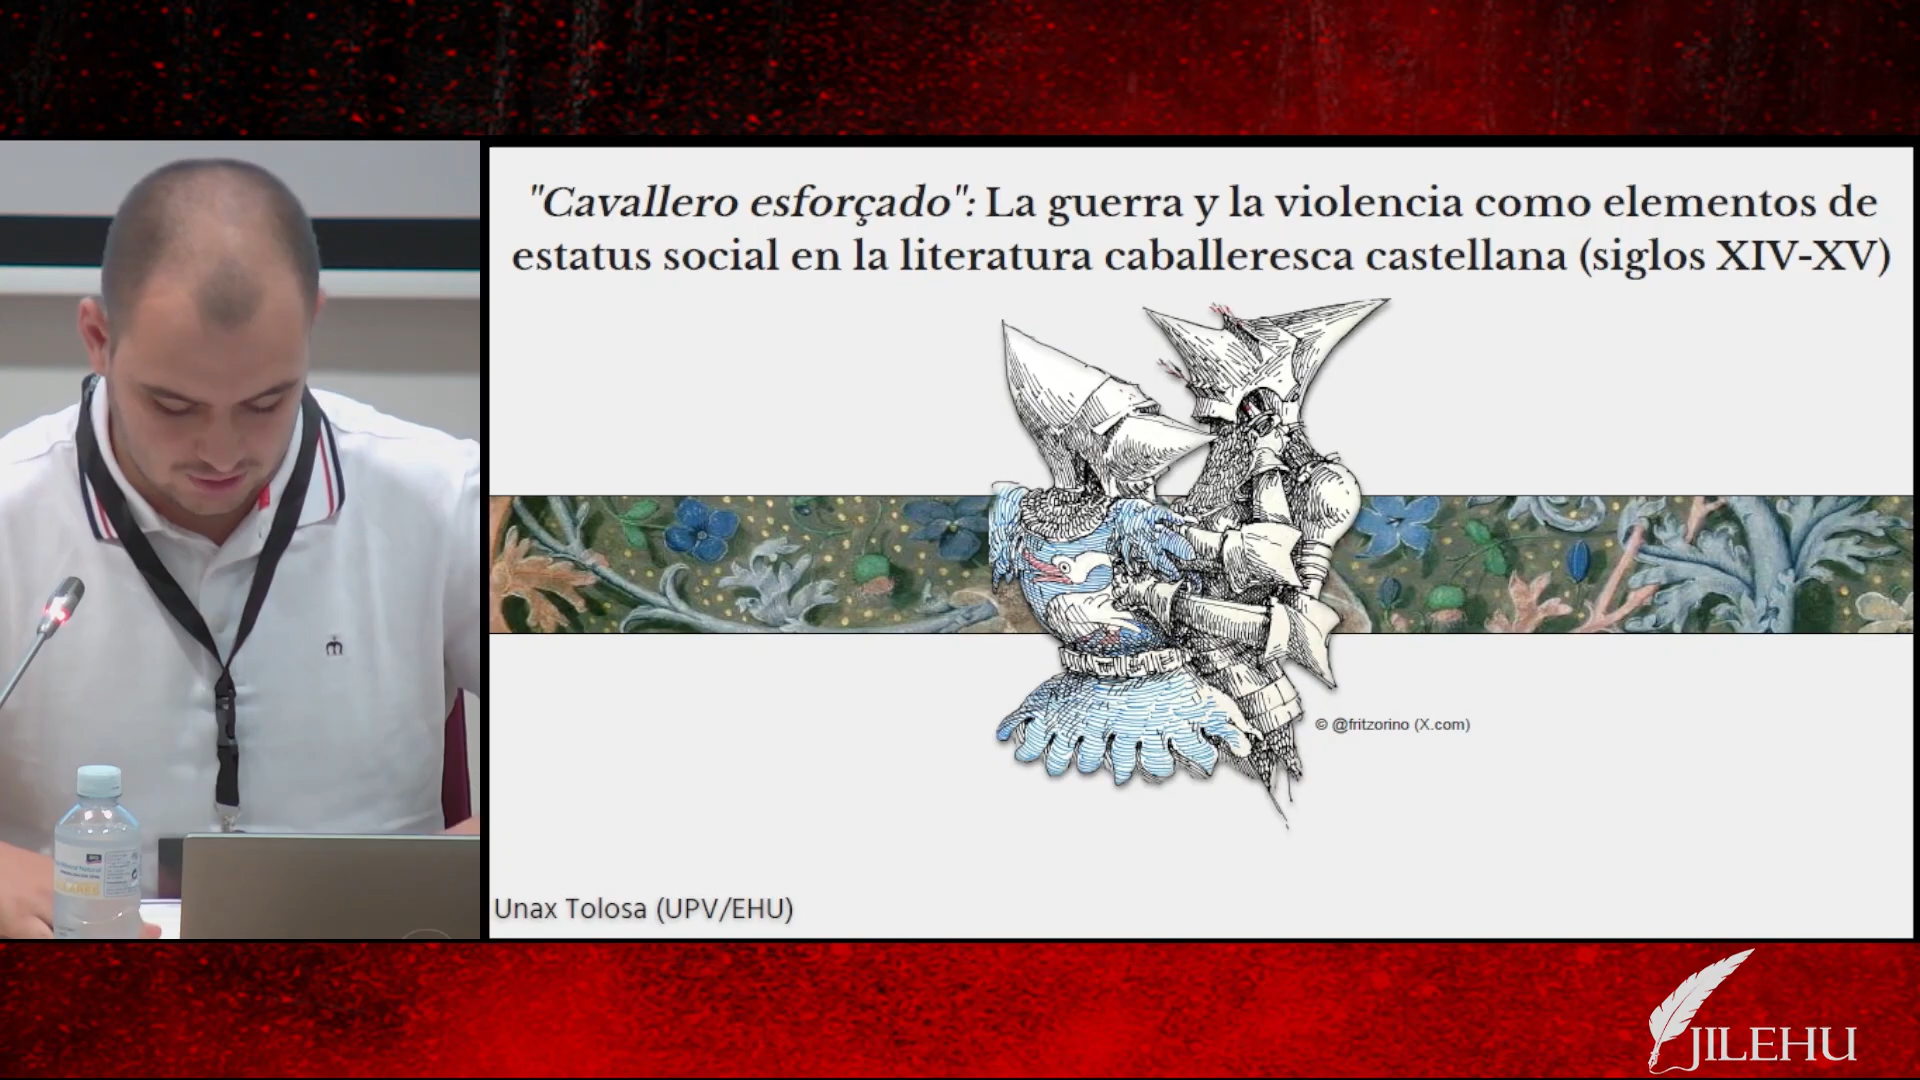 "Cavallero esforçado": La guerra y la violencia como elementos de
estatus social en la literatura caballeresca castellana (siglos XIV-XV)
© @fritzorino (X.com)
Unax Tolosa (UPV/EHU)
JILEHU